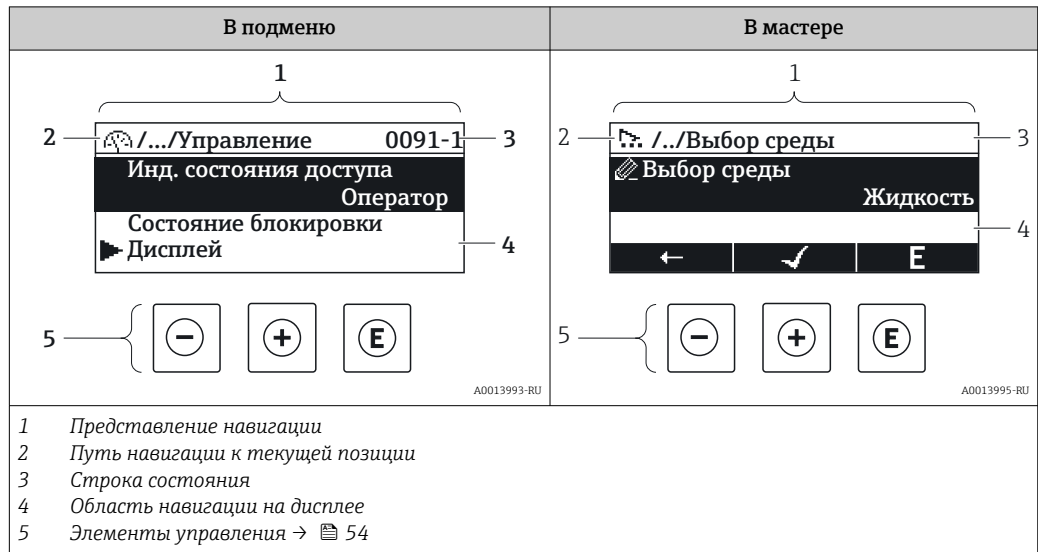 В подменю
В мастере
1
2
/.../Управление 0091-1
3
Инд. состояния доступа
Оператор
Состояние блокировки
Дисплей
4
5
- + E
A0013993-RU
1
2
/../Выбор среды
3
Выбор среды
Жидкость
4
← ✓ E
5
- + E
A0013995-RU
1 Представление навигации
2 Путь навигации к текущей позиции
3 Строка состояния
4 Область навигации на дисплее
5 Элементы управления → 54